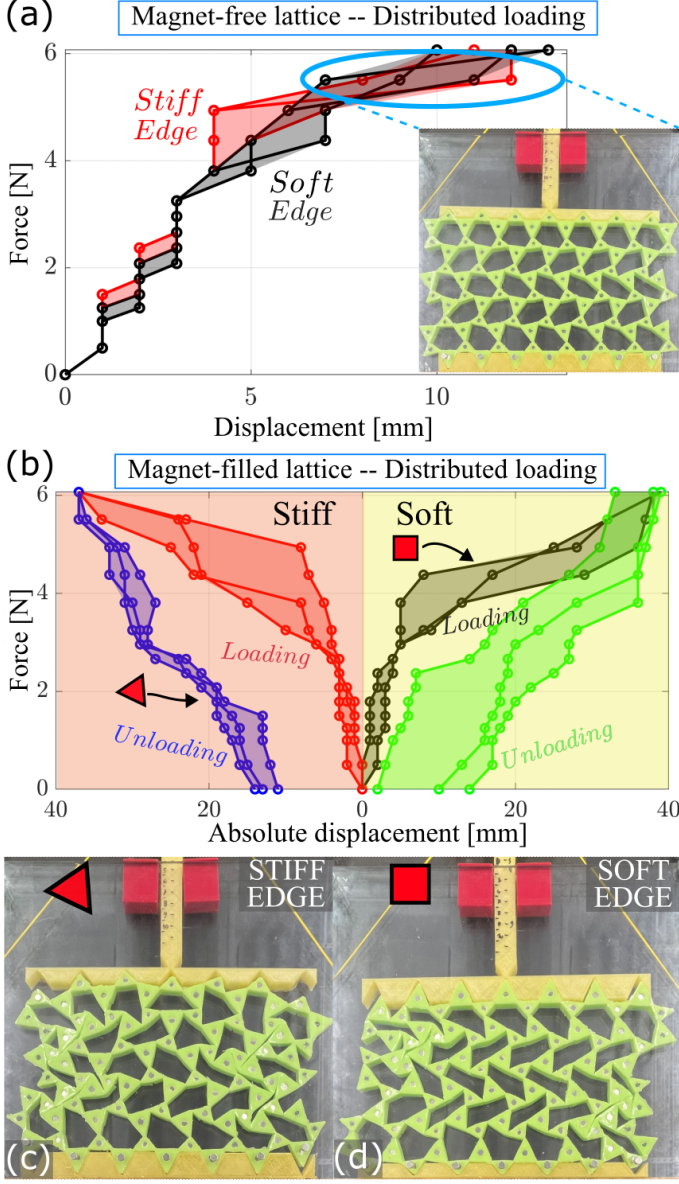 (a)
Magnet-free lattice -- Distributed loading
6
4
2
0
Force [N]
Stiff
Edge
Soft
Edge
0
5
10
Displacement [mm]
(b)
Magnet-filled lattice -- Distributed loading
6
4
2
0
Force [N]
Stiff
Soft
Loading
Loading
Unloading
Unloading
40
20
0
20
40
Absolute displacement [mm]
STIFF
EDGE
SOFT
EDGE
(c)
(d)